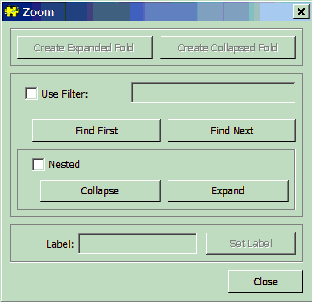 Zoom
Create Expanded Fold Create Collapsed Fold
Use Filter:
Find First Find Next
Nested
Collapse Expand
Label: Set Label
Close